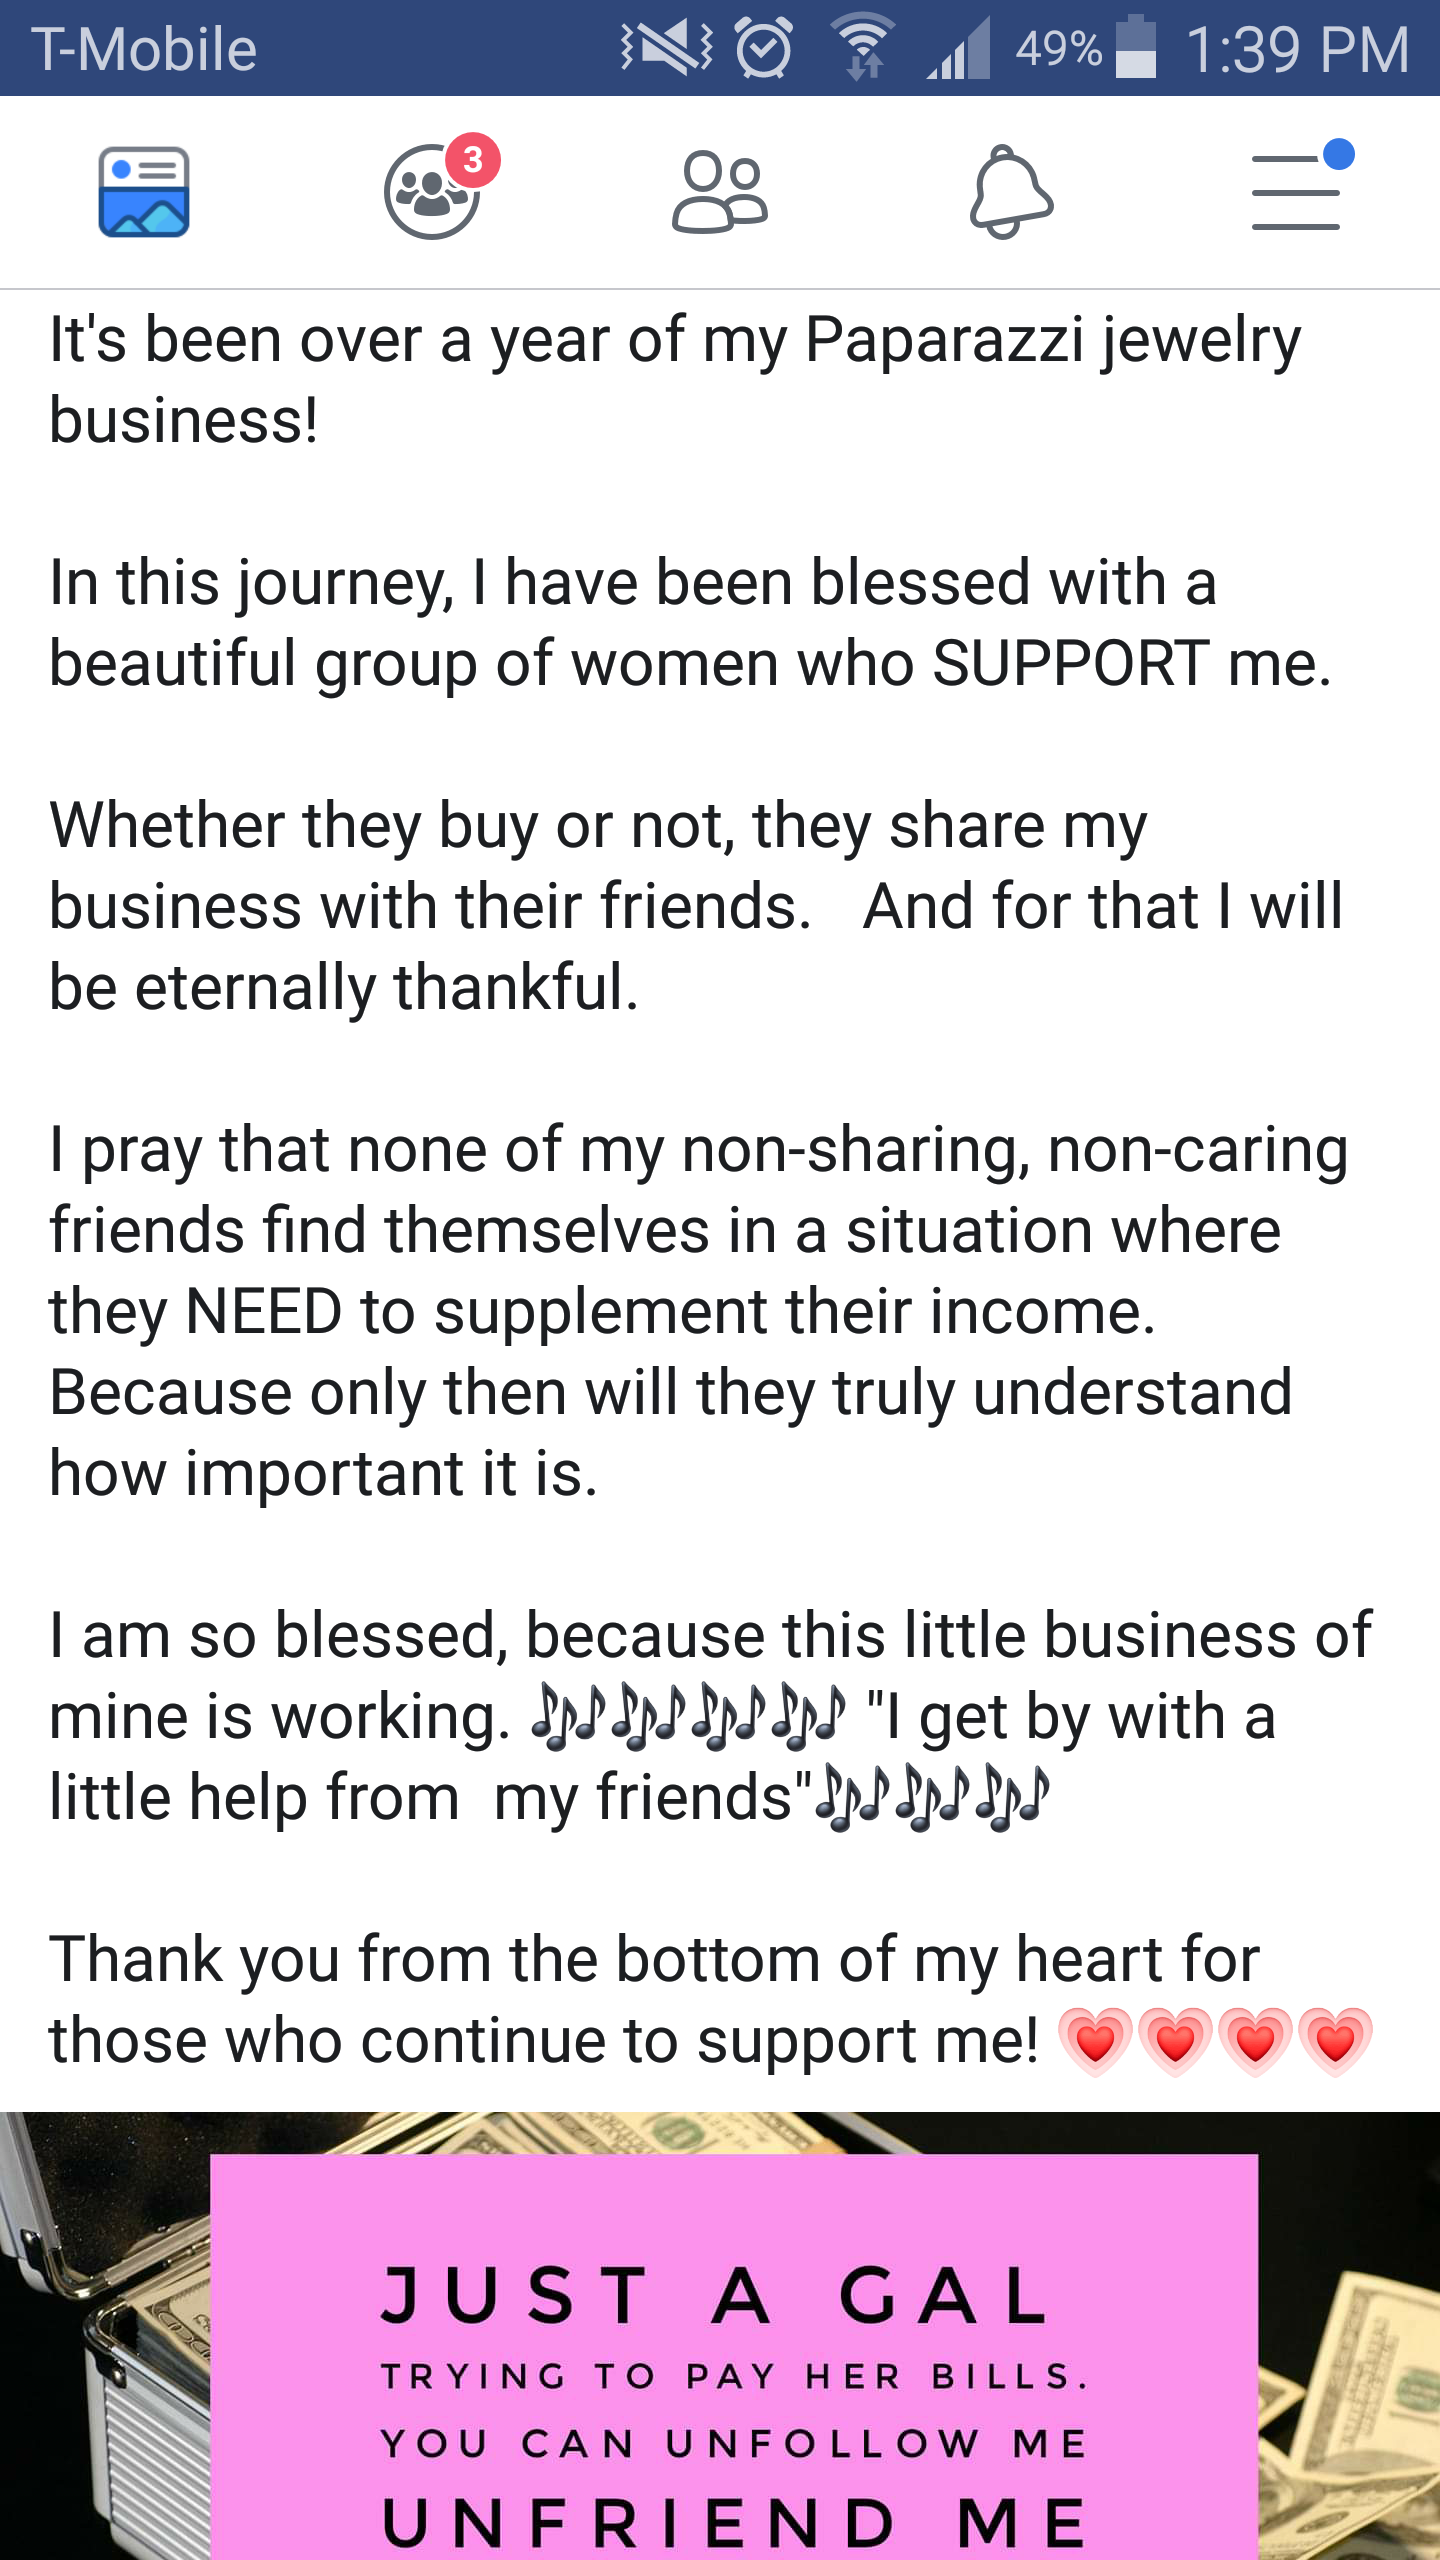 T-Mobile 49% 1:39 PM
3
It's been over a year of my Paparazzi jewelry
business!
In this journey, I have been blessed with a
beautiful group of women who SUPPORT me.
Whether they buy or not, they share my
business with their friends.   And for that I will
be eternally thankful.
I pray that none of my non-sharing, non-caring
friends find themselves in a situation where
they NEED to supplement their income.
Because only then will they truly understand
how important it is.
I am so blessed, because this little business of
mine is working. 🎶🎶🎶🎶 "I get by with a
little help from  my friends"🎶🎶🎶
Thank you from the bottom of my heart for
those who continue to support me! 💗💗💗💗
JUST A GAL
TRYING TO PAY HER BILLS.
YOU CAN UNFOLLOW ME
UNFRIEND ME